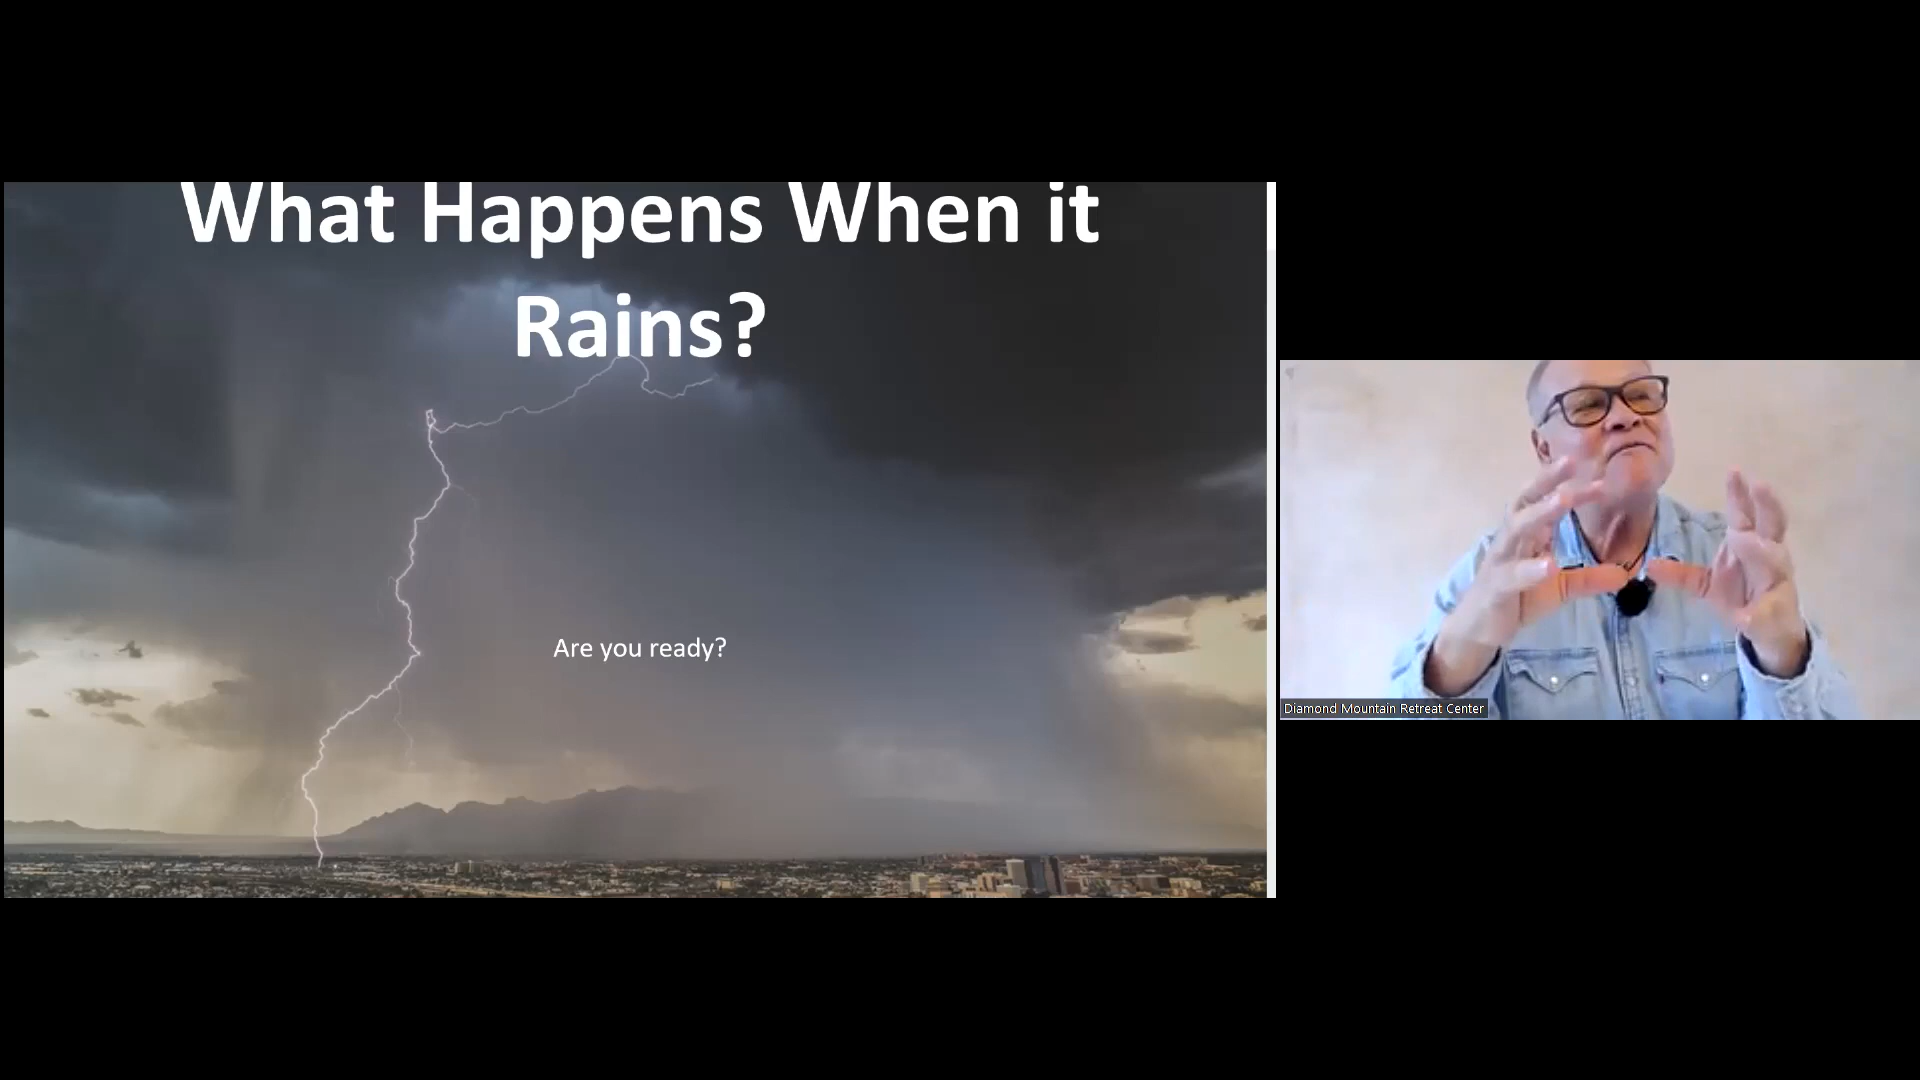 What Happens When it
Rains?
Are you ready?
Diamond Mountain Retreat Center